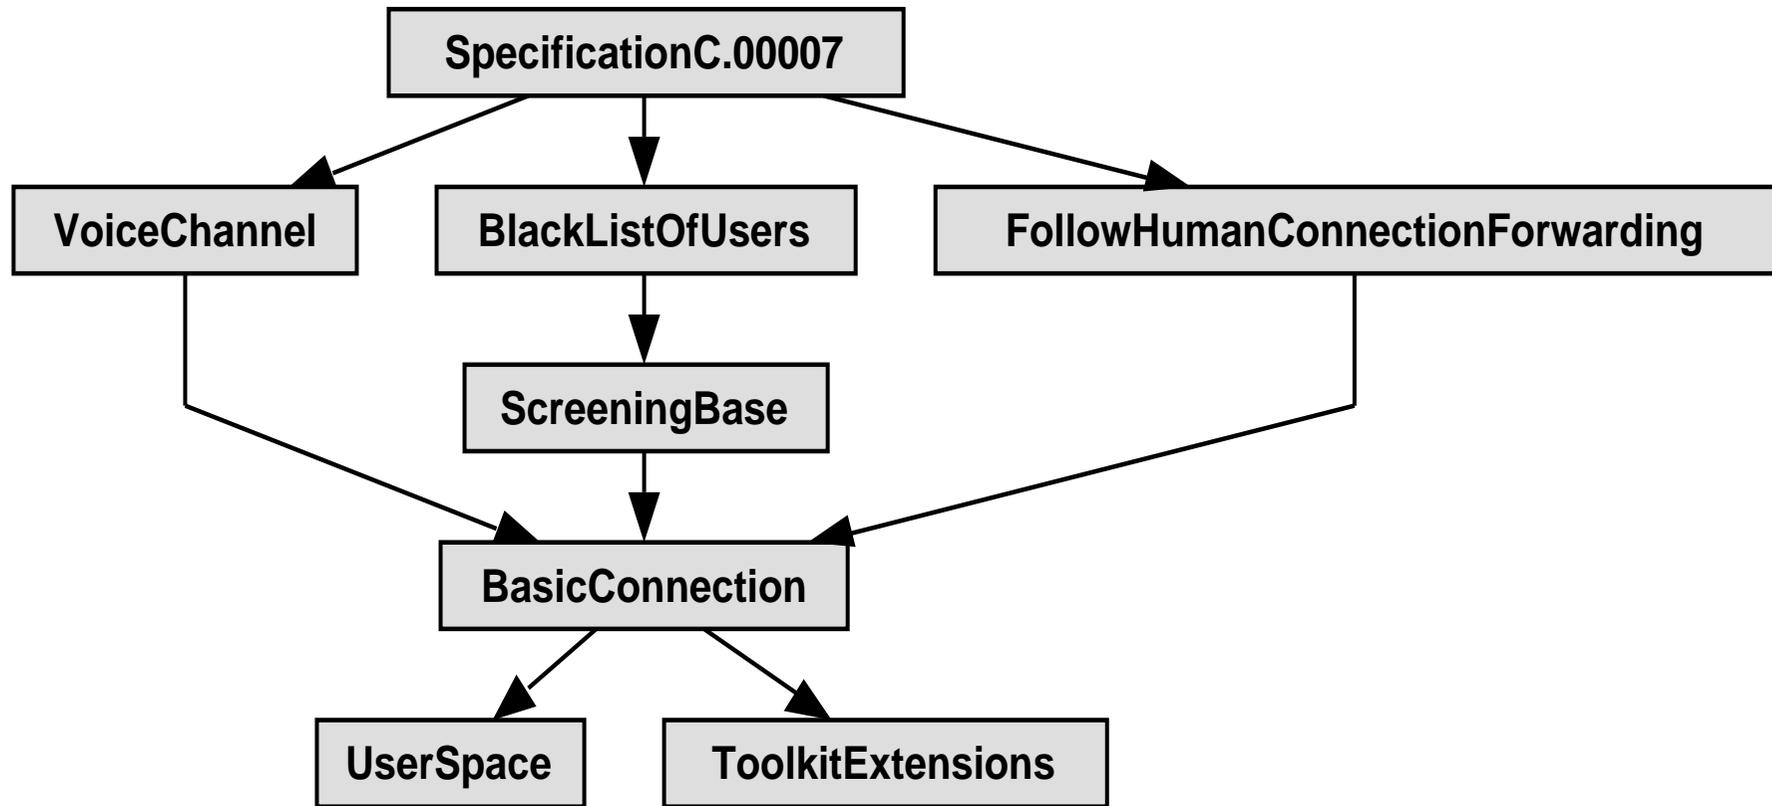 SpecificationC.00007
VoiceChannel
BlackListOfUsers
FollowHumanConnectionForwarding
ScreeningBase
BasicConnection
UserSpace
ToolkitExtensions